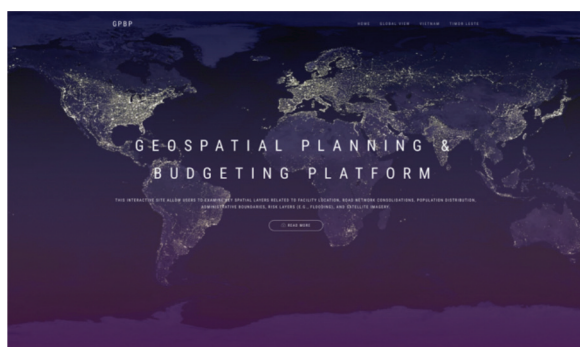 GPBP
HOME GLOBAL VIEW VIETNAM TIMOR LESTE
GEOSPATIAL PLANNING &
BUDGETING PLATFORM
THIS INTERACTIVE SITE ALLOW USERS TO EXAMINE KEY SPATIAL LAYERS RELATED TO FACILITY LOCATION, ROAD NETWORK CONSOLIDATIONS, POPULATION DISTRIBUTION,
ADMINISTRATIVE BOUNDARIES, RISK LAYERS (E.G., FLOODING), AND SATELLITE IMAGERY.
READ MORE